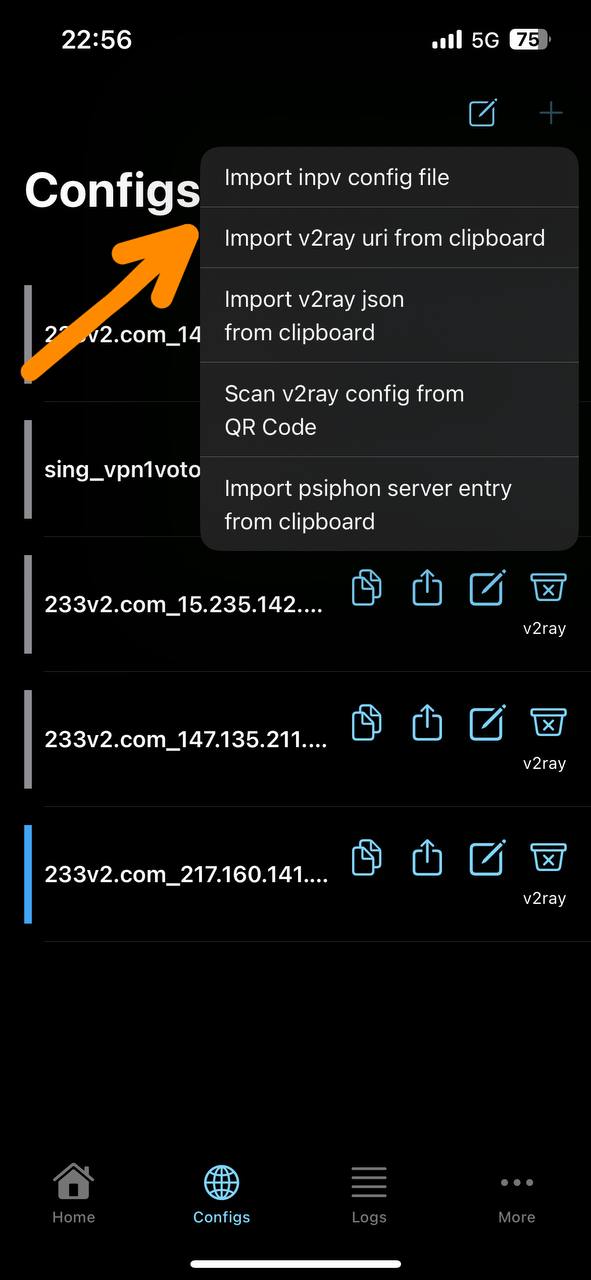 22:56
5G
75
Configs
Import inpv config file
Import v2ray uri from clipboard
Import v2ray json
from clipboard
Scan v2ray config from
QR Code
Import psiphon server entry
from clipboard
sing_vpn1voto
233v2.com_15.235.142....
v2ray
233v2.com_147.135.211....
v2ray
233v2.com_217.160.141....
v2ray
Home
Configs
Logs
More